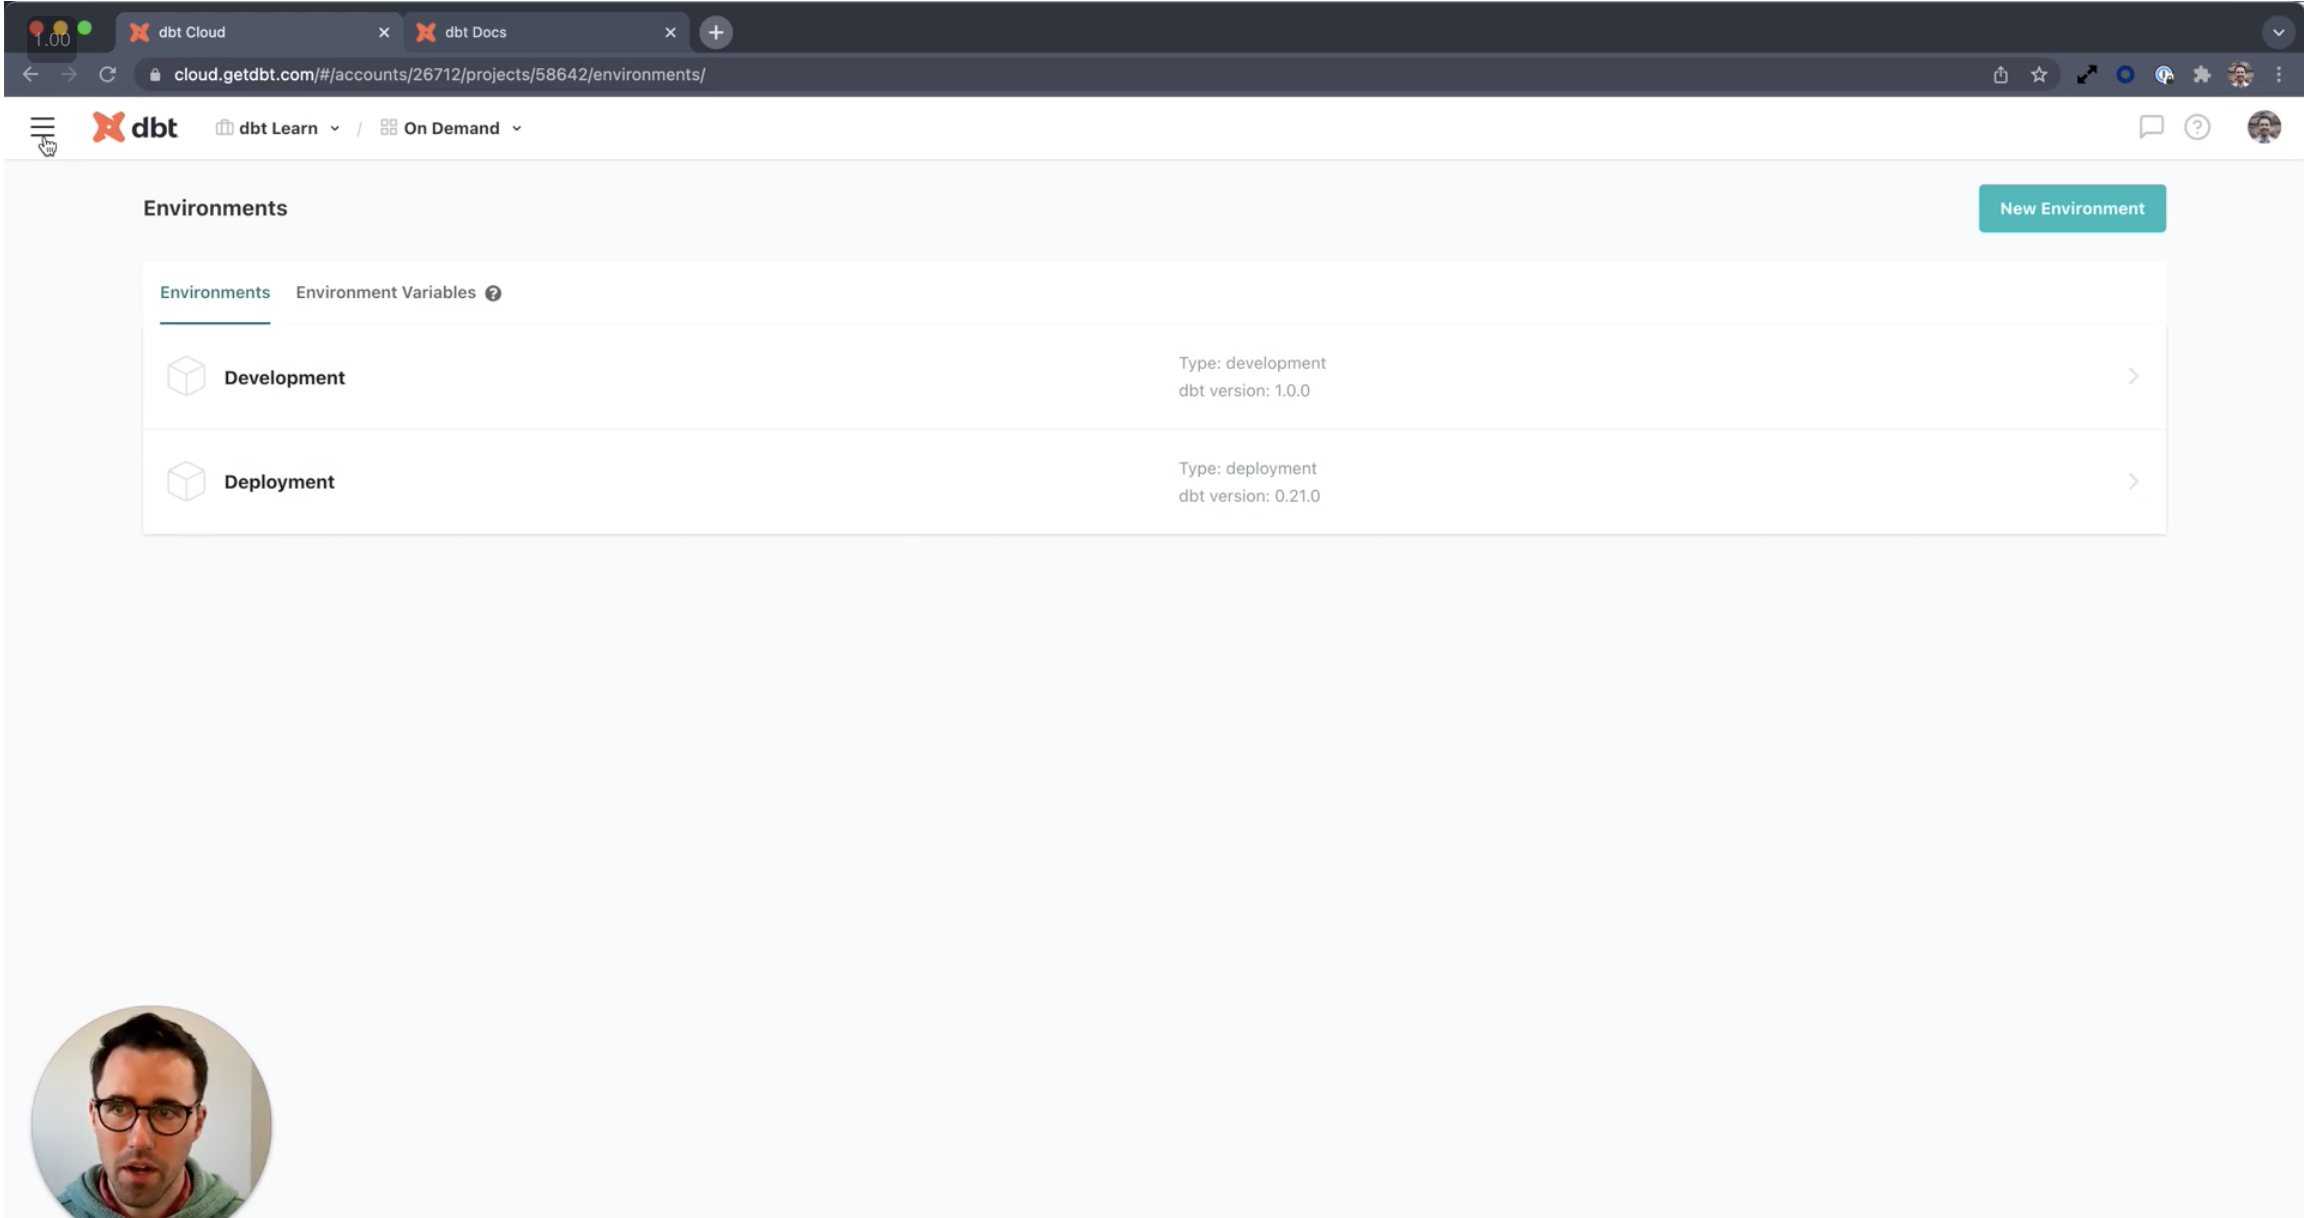 1.00
dbt Cloud
dbt Docs
cloud.getdbt.com/#/accounts/26712/projects/58642/environments/
dbt
dbt Learn / On Demand
Environments
New Environment
Environments
Environment Variables
Development
Type: development
dbt version: 1.0.0
Deployment
Type: deployment
dbt version: 0.21.0